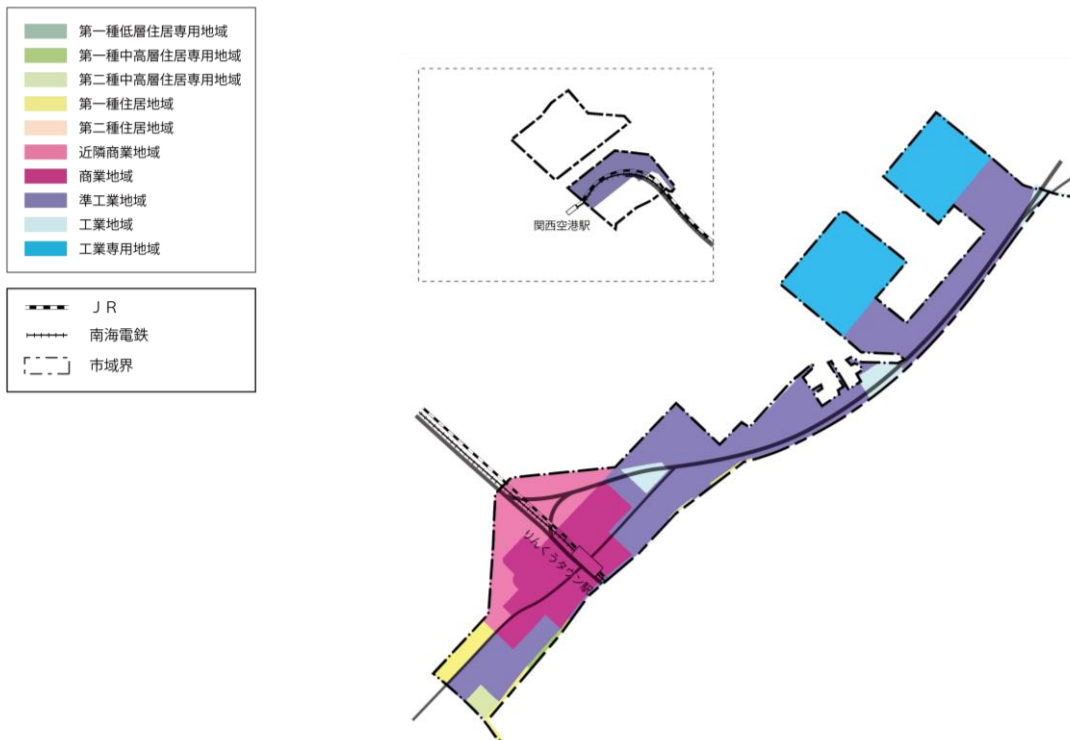 第一種低層住居専用地域
第一種中高層住居専用地域
第二種中高層住居専用地域
第一種住居地域
第二種住居地域
近隣商業地域
商業地域
準工業地域
工業地域
工業専用地域
ＪＲ
南海電鉄
市域界
関西空港駅
りんくうタウン駅